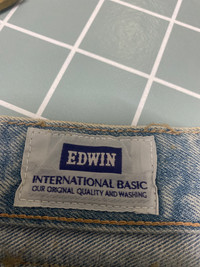 EDWIN
INTERNATIONAL BASIC
OUR ORIGINAL QUALITY AND WASHING